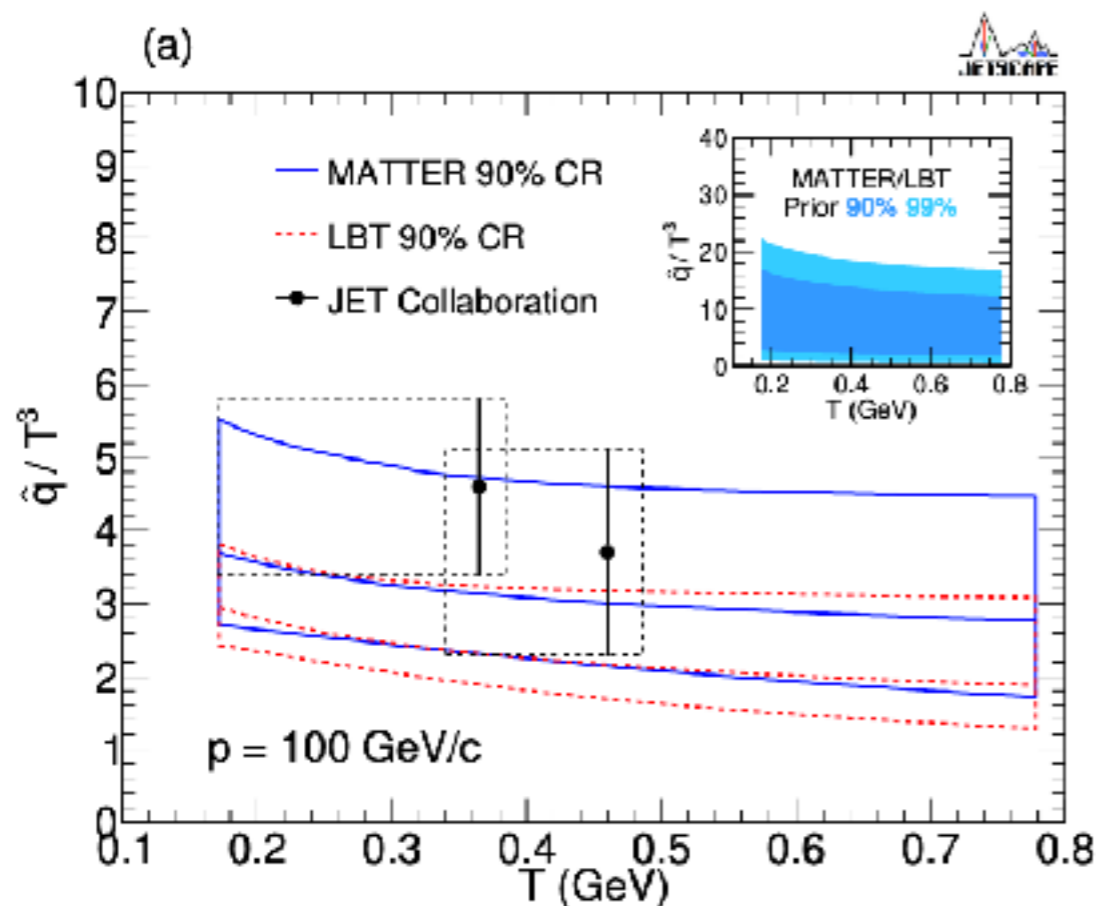 (a)
JETSCAPE
MATTER 90% CR
LBT 90% CR
JET Collaboration
p = 100 GeV/c
q̂ / T³
10
9
8
7
6
5
4
3
2
1
0
0.1 0.2 0.3 0.4 0.5 0.6 0.7 0.8
T (GeV)
MATTER/LBT
Prior 90% 99%
q̂ / T³
40
30
20
10
0
0.2 0.4 0.6 0.8
T (GeV)